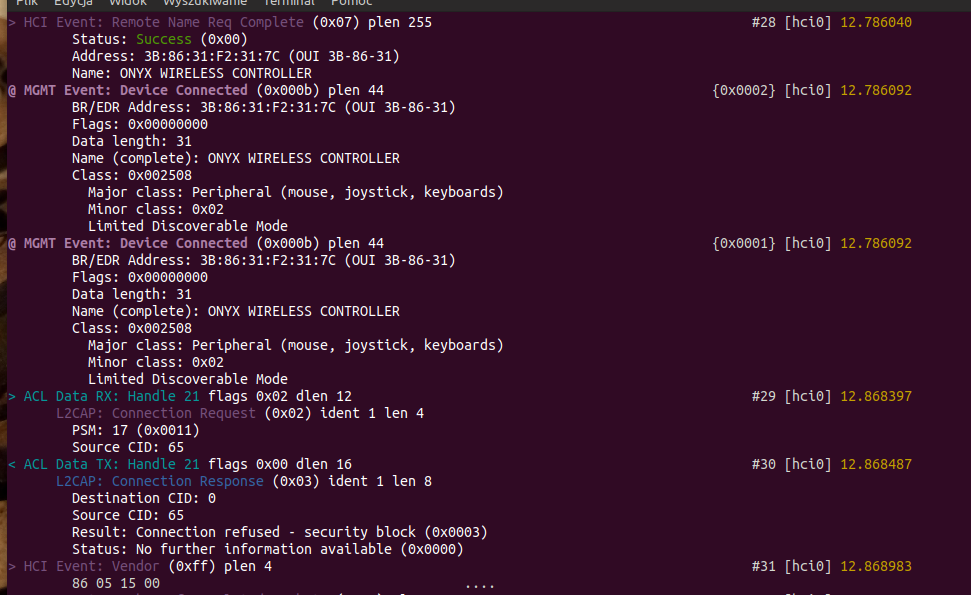 Plik Edycja Widok Wyszukiwanie Terminal Pomoc
> HCI Event: Remote Name Req Complete (0x07) plen 255 #28 [hci0] 12.786040
Status: Success (0x00)
Address: 3B:86:31:F2:31:7C (OUI 3B-86-31)
Name: ONYX WIRELESS CONTROLLER
@ MGMT Event: Device Connected (0x000b) plen 44 {0x0002} [hci0] 12.786092
BR/EDR Address: 3B:86:31:F2:31:7C (OUI 3B-86-31)
Flags: 0x00000000
Data length: 31
Name (complete): ONYX WIRELESS CONTROLLER
Class: 0x002508
Major class: Peripheral (mouse, joystick, keyboards)
Minor class: 0x02
Limited Discoverable Mode
@ MGMT Event: Device Connected (0x000b) plen 44 {0x0001} [hci0] 12.786092
BR/EDR Address: 3B:86:31:F2:31:7C (OUI 3B-86-31)
Flags: 0x00000000
Data length: 31
Name (complete): ONYX WIRELESS CONTROLLER
Class: 0x002508
Major class: Peripheral (mouse, joystick, keyboards)
Minor class: 0x02
Limited Discoverable Mode
> ACL Data RX: Handle 21 flags 0x02 dlen 12 #29 [hci0] 12.868397
L2CAP: Connection Request (0x02) ident 1 len 4
PSM: 17 (0x0011)
Source CID: 65
< ACL Data TX: Handle 21 flags 0x00 dlen 16 #30 [hci0] 12.868487
L2CAP: Connection Response (0x03) ident 1 len 8
Destination CID: 0
Source CID: 65
Result: Connection refused - security block (0x0003)
Status: No further information available (0x0000)
> HCI Event: Vendor (0xff) plen 4 #31 [hci0] 12.868983
86 05 15 00 ....